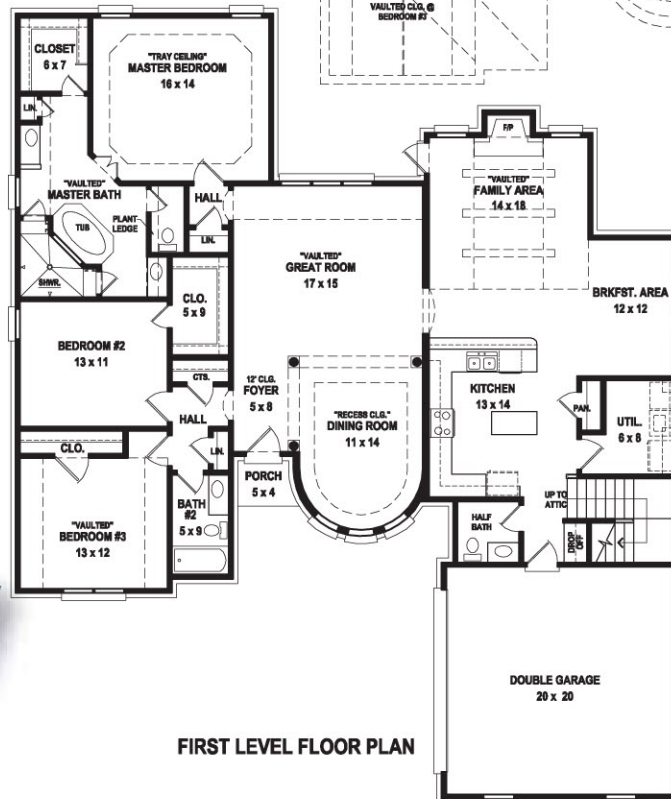 VAULTED CLG. @
BEDROOM #3
CLOSET
6 x 7
"TRAY CEILING"
MASTER BEDROOM
16 x 14
LIN.
"VAULTED"
MASTER BATH
TUB
PLANT
LEDGE
SHWR.
HALL
LIN.
F/P
"VAULTED"
FAMILY AREA
14 x 18
"VAULTED"
GREAT ROOM
17 x 15
BRKFST. AREA
12 x 12
CLO.
5 x 9
BEDROOM #2
13 x 11
CTS.
12' CLG.
FOYER
5 x 8
"RECESS CLG."
DINING ROOM
11 x 14
KITCHEN
13 x 14
PAN.
UTIL.
6 x 8
HALL
LIN.
CLO.
PORCH
5 x 4
BATH
#2
5 x 9
"VAULTED"
BEDROOM #3
13 x 12
UP TO
ATTIC
HALF
BATH
DROP
OFF
DOUBLE GARAGE
20 x 20
FIRST LEVEL FLOOR PLAN